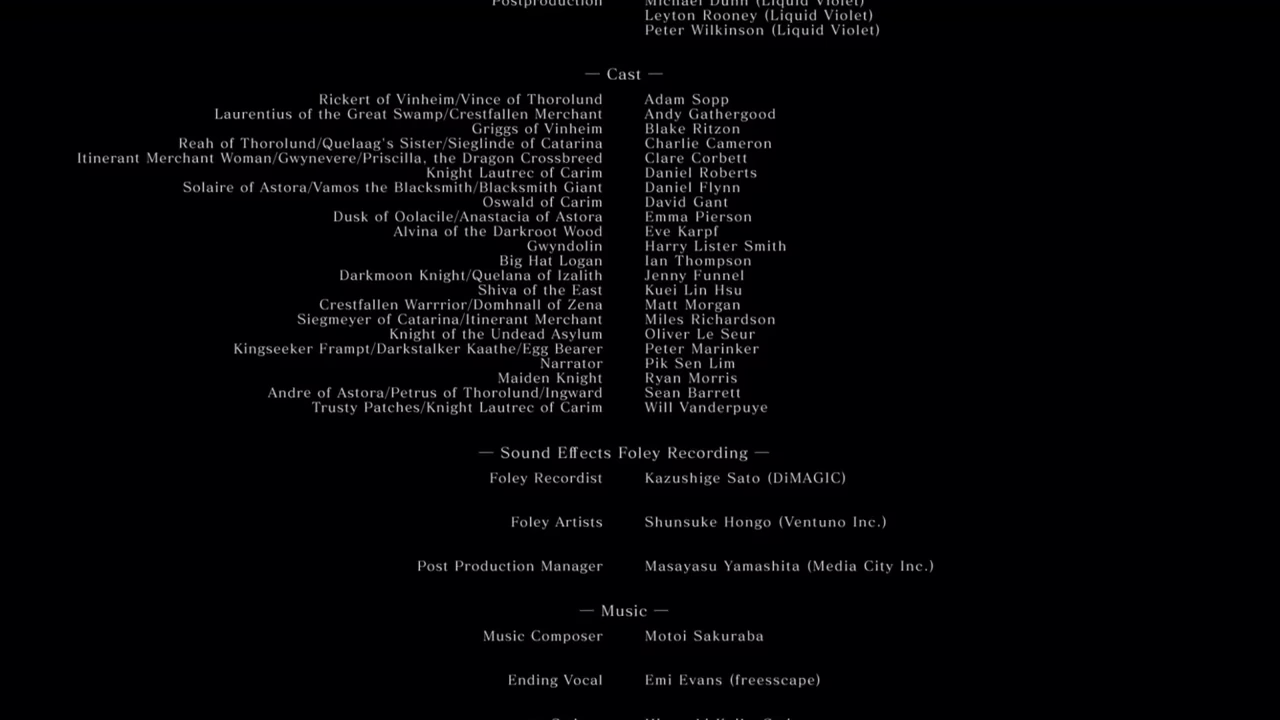 Postproduction Michael Dunn (Liquid Violet)
Leyton Rooney (Liquid Violet)
Peter Wilkinson (Liquid Violet)
— Cast —
Rickert of Vinheim/Vince of Thorolund Adam Sopp
Laurentius of the Great Swamp/Crestfallen Merchant Andy Gathergood
Griggs of Vinheim Blake Ritzon
Reah of Thorolund/Quelaag's Sister/Sieglinde of Catarina Charlie Cameron
Itinerant Merchant Woman/Gwynevere/Priscilla, the Dragon Crossbreed Clare Corbett
Knight Lautrec of Carim Daniel Roberts
Solaire of Astora/Vamos the Blacksmith/Blacksmith Giant Daniel Flynn
Oswald of Carim David Gant
Dusk of Oolacile/Anastacia of Astora Emma Pierson
Alvina of the Darkroot Wood Eve Karpf
Gwyndolin Harry Lister Smith
Big Hat Logan Ian Thompson
Darkmoon Knight/Quelana of Izalith Jenny Funnel
Shiva of the East Kuei Lin Hsu
Crestfallen Warrrior/Domhnall of Zena Matt Morgan
Siegmeyer of Catarina/Itinerant Merchant Miles Richardson
Knight of the Undead Asylum Oliver Le Seur
Kingseeker Frampt/Darkstalker Kaathe/Egg Bearer Peter Marinker
Narrator Pik Sen Lim
Maiden Knight Ryan Morris
Andre of Astora/Petrus of Thorolund/Ingward Sean Barrett
Trusty Patches/Knight Lautrec of Carim Will Vanderpuye
— Sound Effects Foley Recording —
Foley Recordist Kazushige Sato (DiMAGIC)
Foley Artists Shunsuke Hongo (Ventuno Inc.)
Post Production Manager Masayasu Yamashita (Media City Inc.)
— Music —
Music Composer Motoi Sakuraba
Ending Vocal Emi Evans (freesscape)